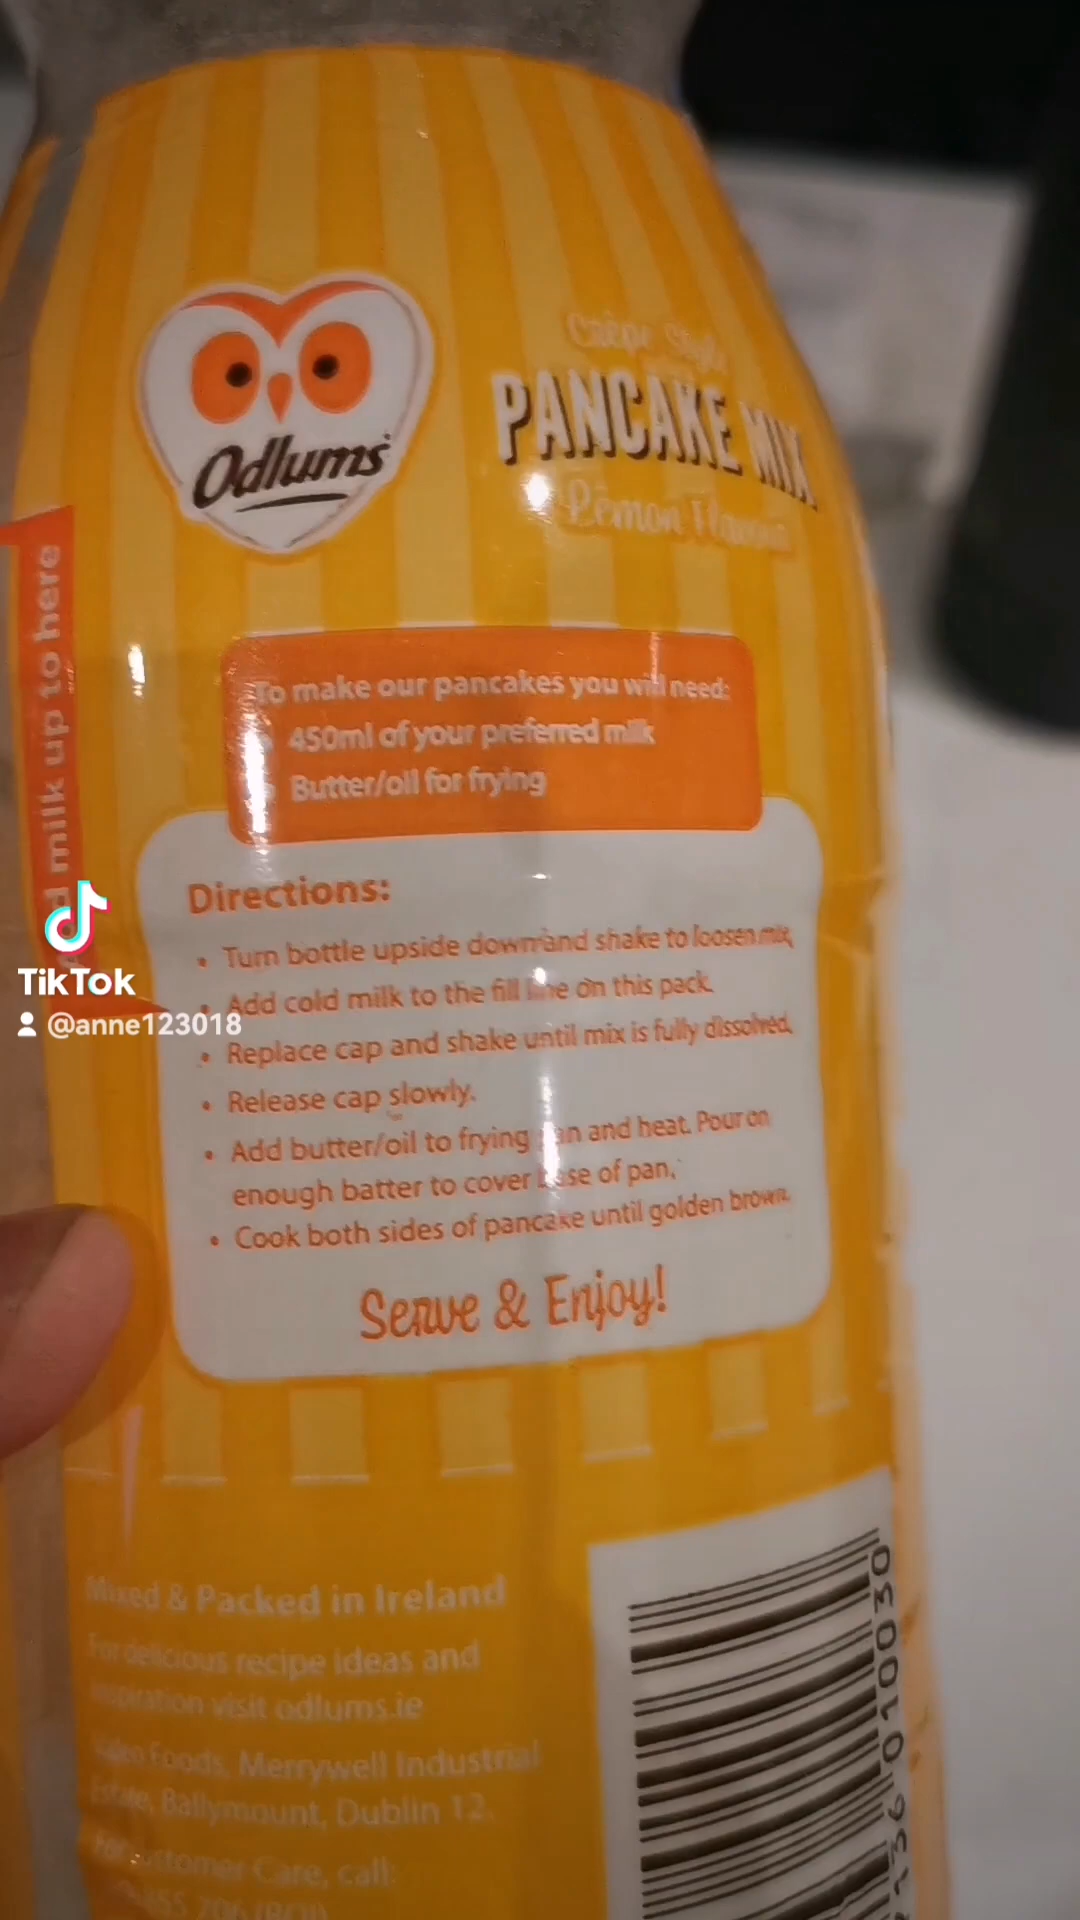 Crêpe Style
PANCAKE MIX
Lemon Flavour
Odlums
milk up to here
To make our pancakes you will need:
450ml of your preferred milk
Butter/oil for frying
Directions:
• Turn bottle upside down and shake to loosen mix.
• Add cold milk to the fill line on this pack.
• Replace cap and shake until mix is fully dissolved.
• Release cap slowly.
• Add butter/oil to frying pan and heat. Pour on
enough batter to cover base of pan.
• Cook both sides of pancake until golden brown.
Serve & Enjoy!
TikTok
@anne123018
Mixed & Packed in Ireland
For delicious recipe ideas and
inspiration visit odlums.ie
Foods, Merrywell Industrial
Estate, Ballymount, Dublin 12.
For Customer Care, call:
010030